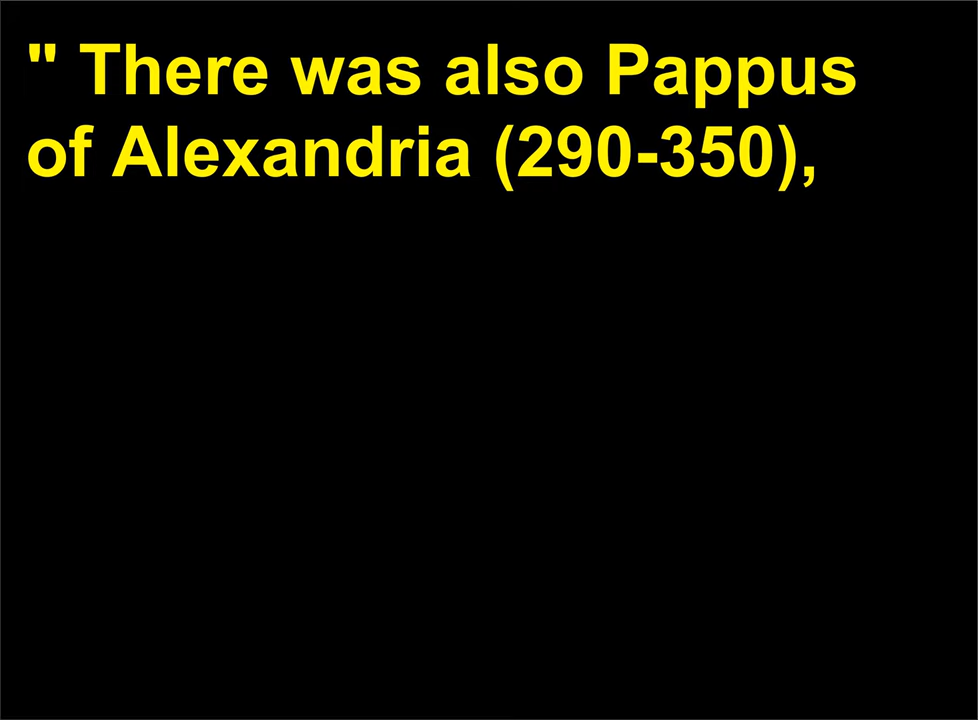 " There was also Pappus
of Alexandria (290-350),